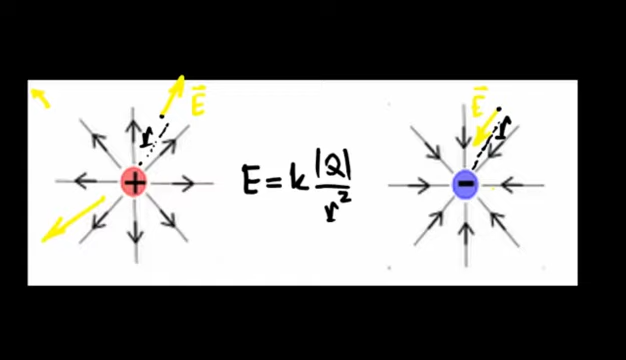 E⃗
r
+
E = k |Q| / r²
E⃗
r
-